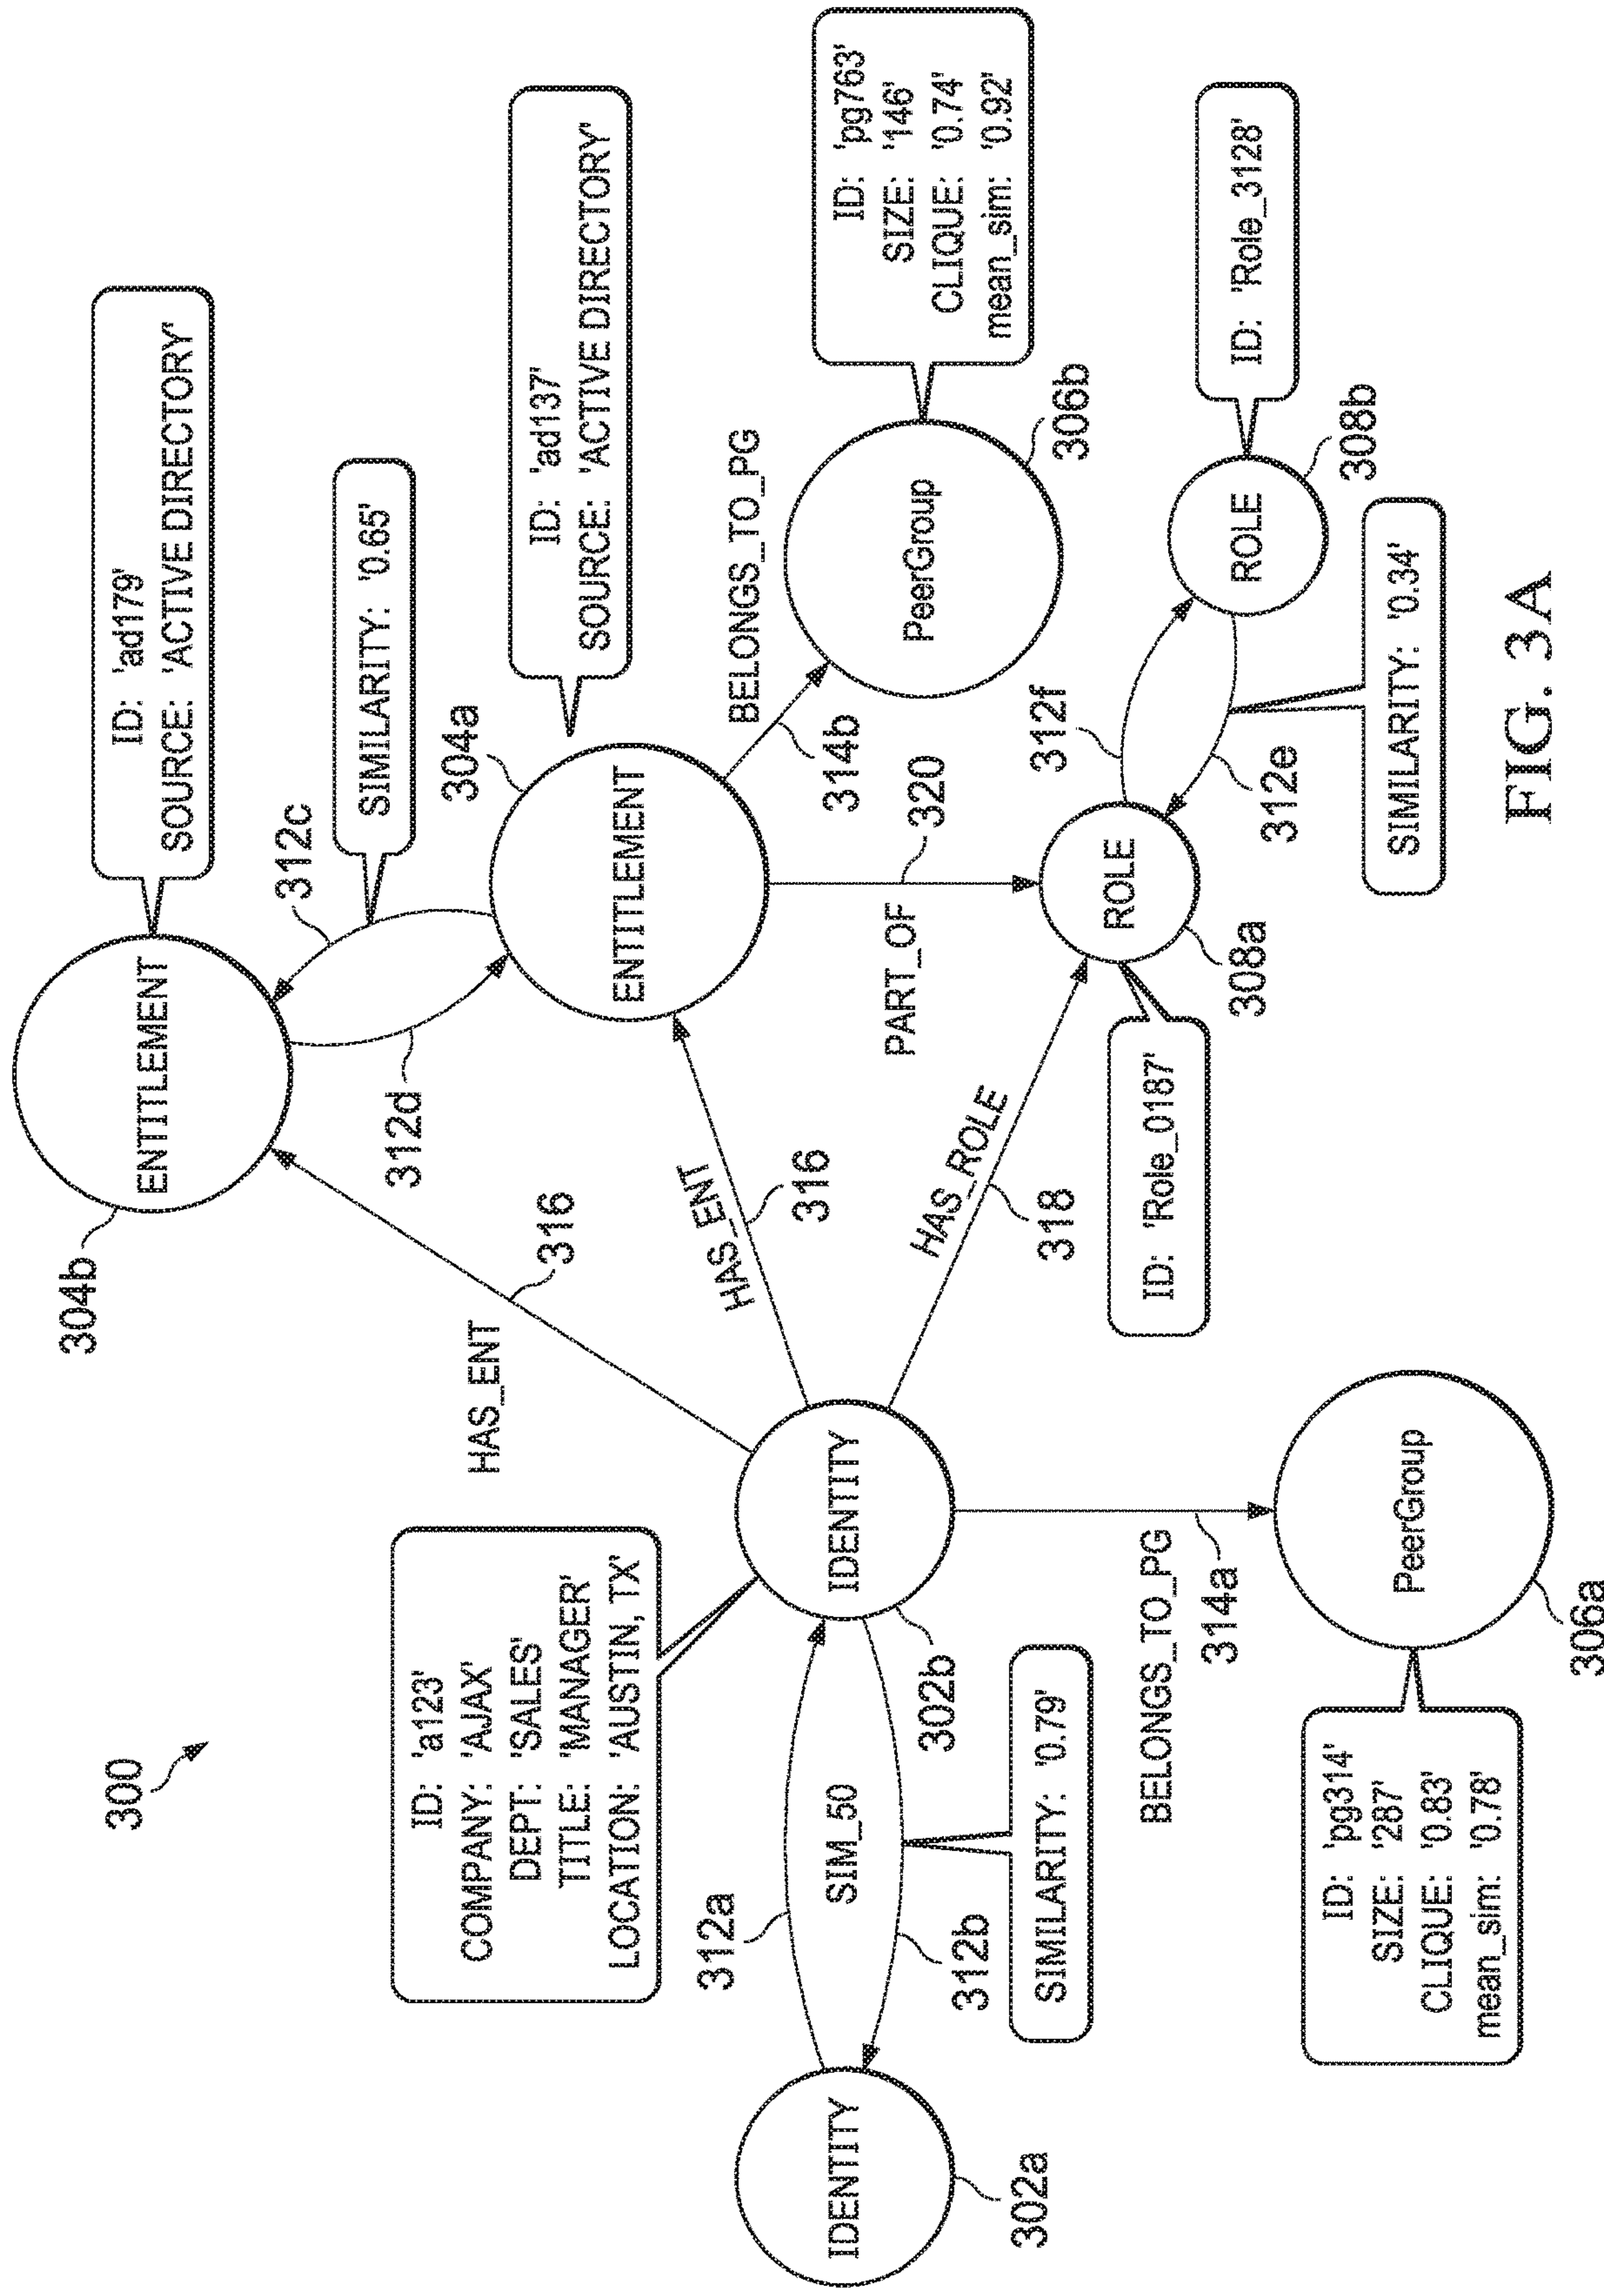 300
ID: 'a123'
COMPANY: 'AJAX'
DEPT: 'SALES'
TITLE: 'MANAGER'
LOCATION: 'AUSTIN, TX'
IDENTITY
302a
312a
SIM_50
312b
SIMILARITY: '0.79'
IDENTITY
302b
BELONGS_TO_PG
314a
PeerGroup
306a
ID: 'pg314'
SIZE: '287'
CLIQUE: '0.83'
mean_sim: '0.78'
HAS_ENT
316
HAS_ENT
316
HAS_ROLE
318
304b
ENTITLEMENT
ID: 'ad179'
SOURCE: 'ACTIVE DIRECTORY'
312c
312d
SIMILARITY: '0.65'
304a
ENTITLEMENT
ID: 'ad137'
SOURCE: 'ACTIVE DIRECTORY'
BELONGS_TO_PG
314b
PeerGroup
306b
ID: 'pg763'
SIZE: '146'
CLIQUE: '0.74'
mean_sim: '0.92'
PART_OF
320
ROLE
308a
ID: 'Role_0187'
312f
312e
SIMILARITY: '0.34'
ROLE
308b
ID: 'Role_3128'
FIG. 3A